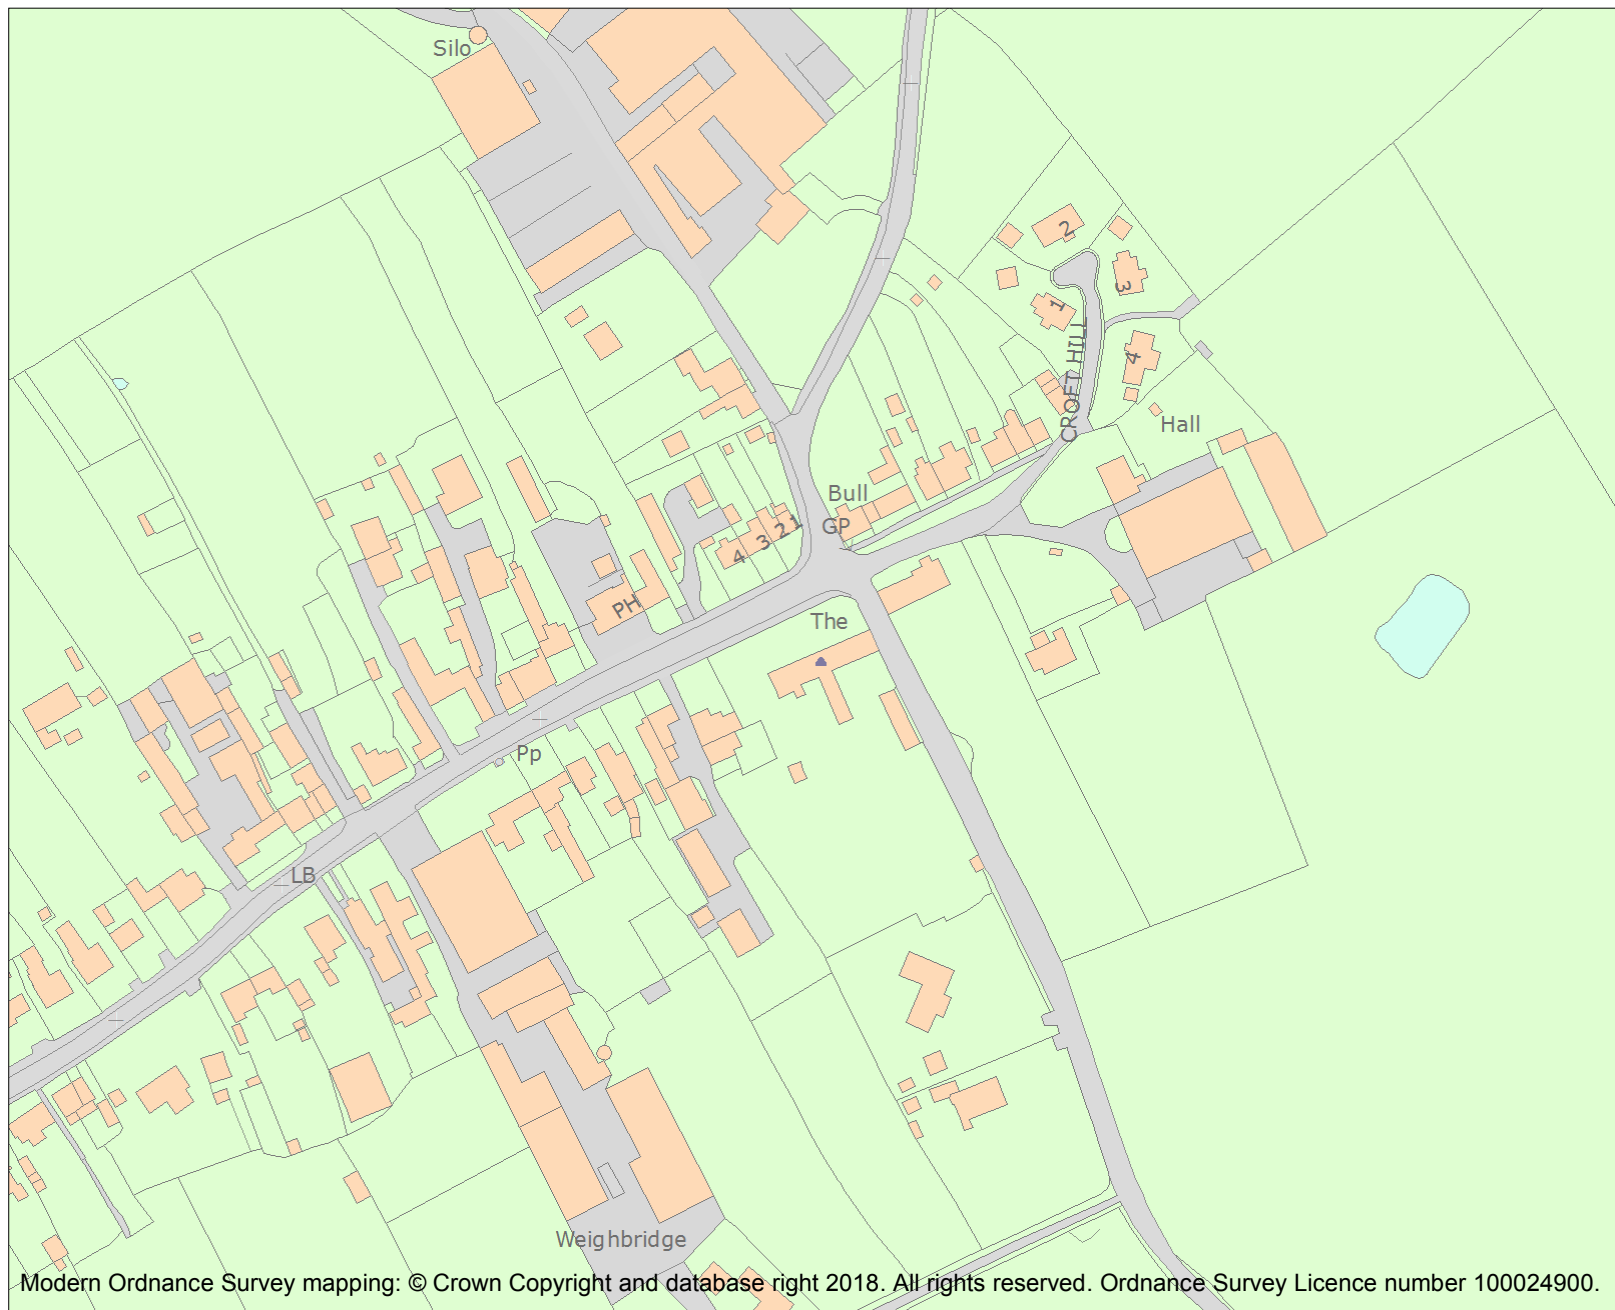 Silo
2
3
1
CROFT HILL
4
Hall
Bull
GP
1
2
3
4
PH
The
Pp
LB
Weighbridge
Modern Ordnance Survey mapping: © Crown Copyright and database right 2018. All rights reserved. Ordnance Survey Licence number 100024900.